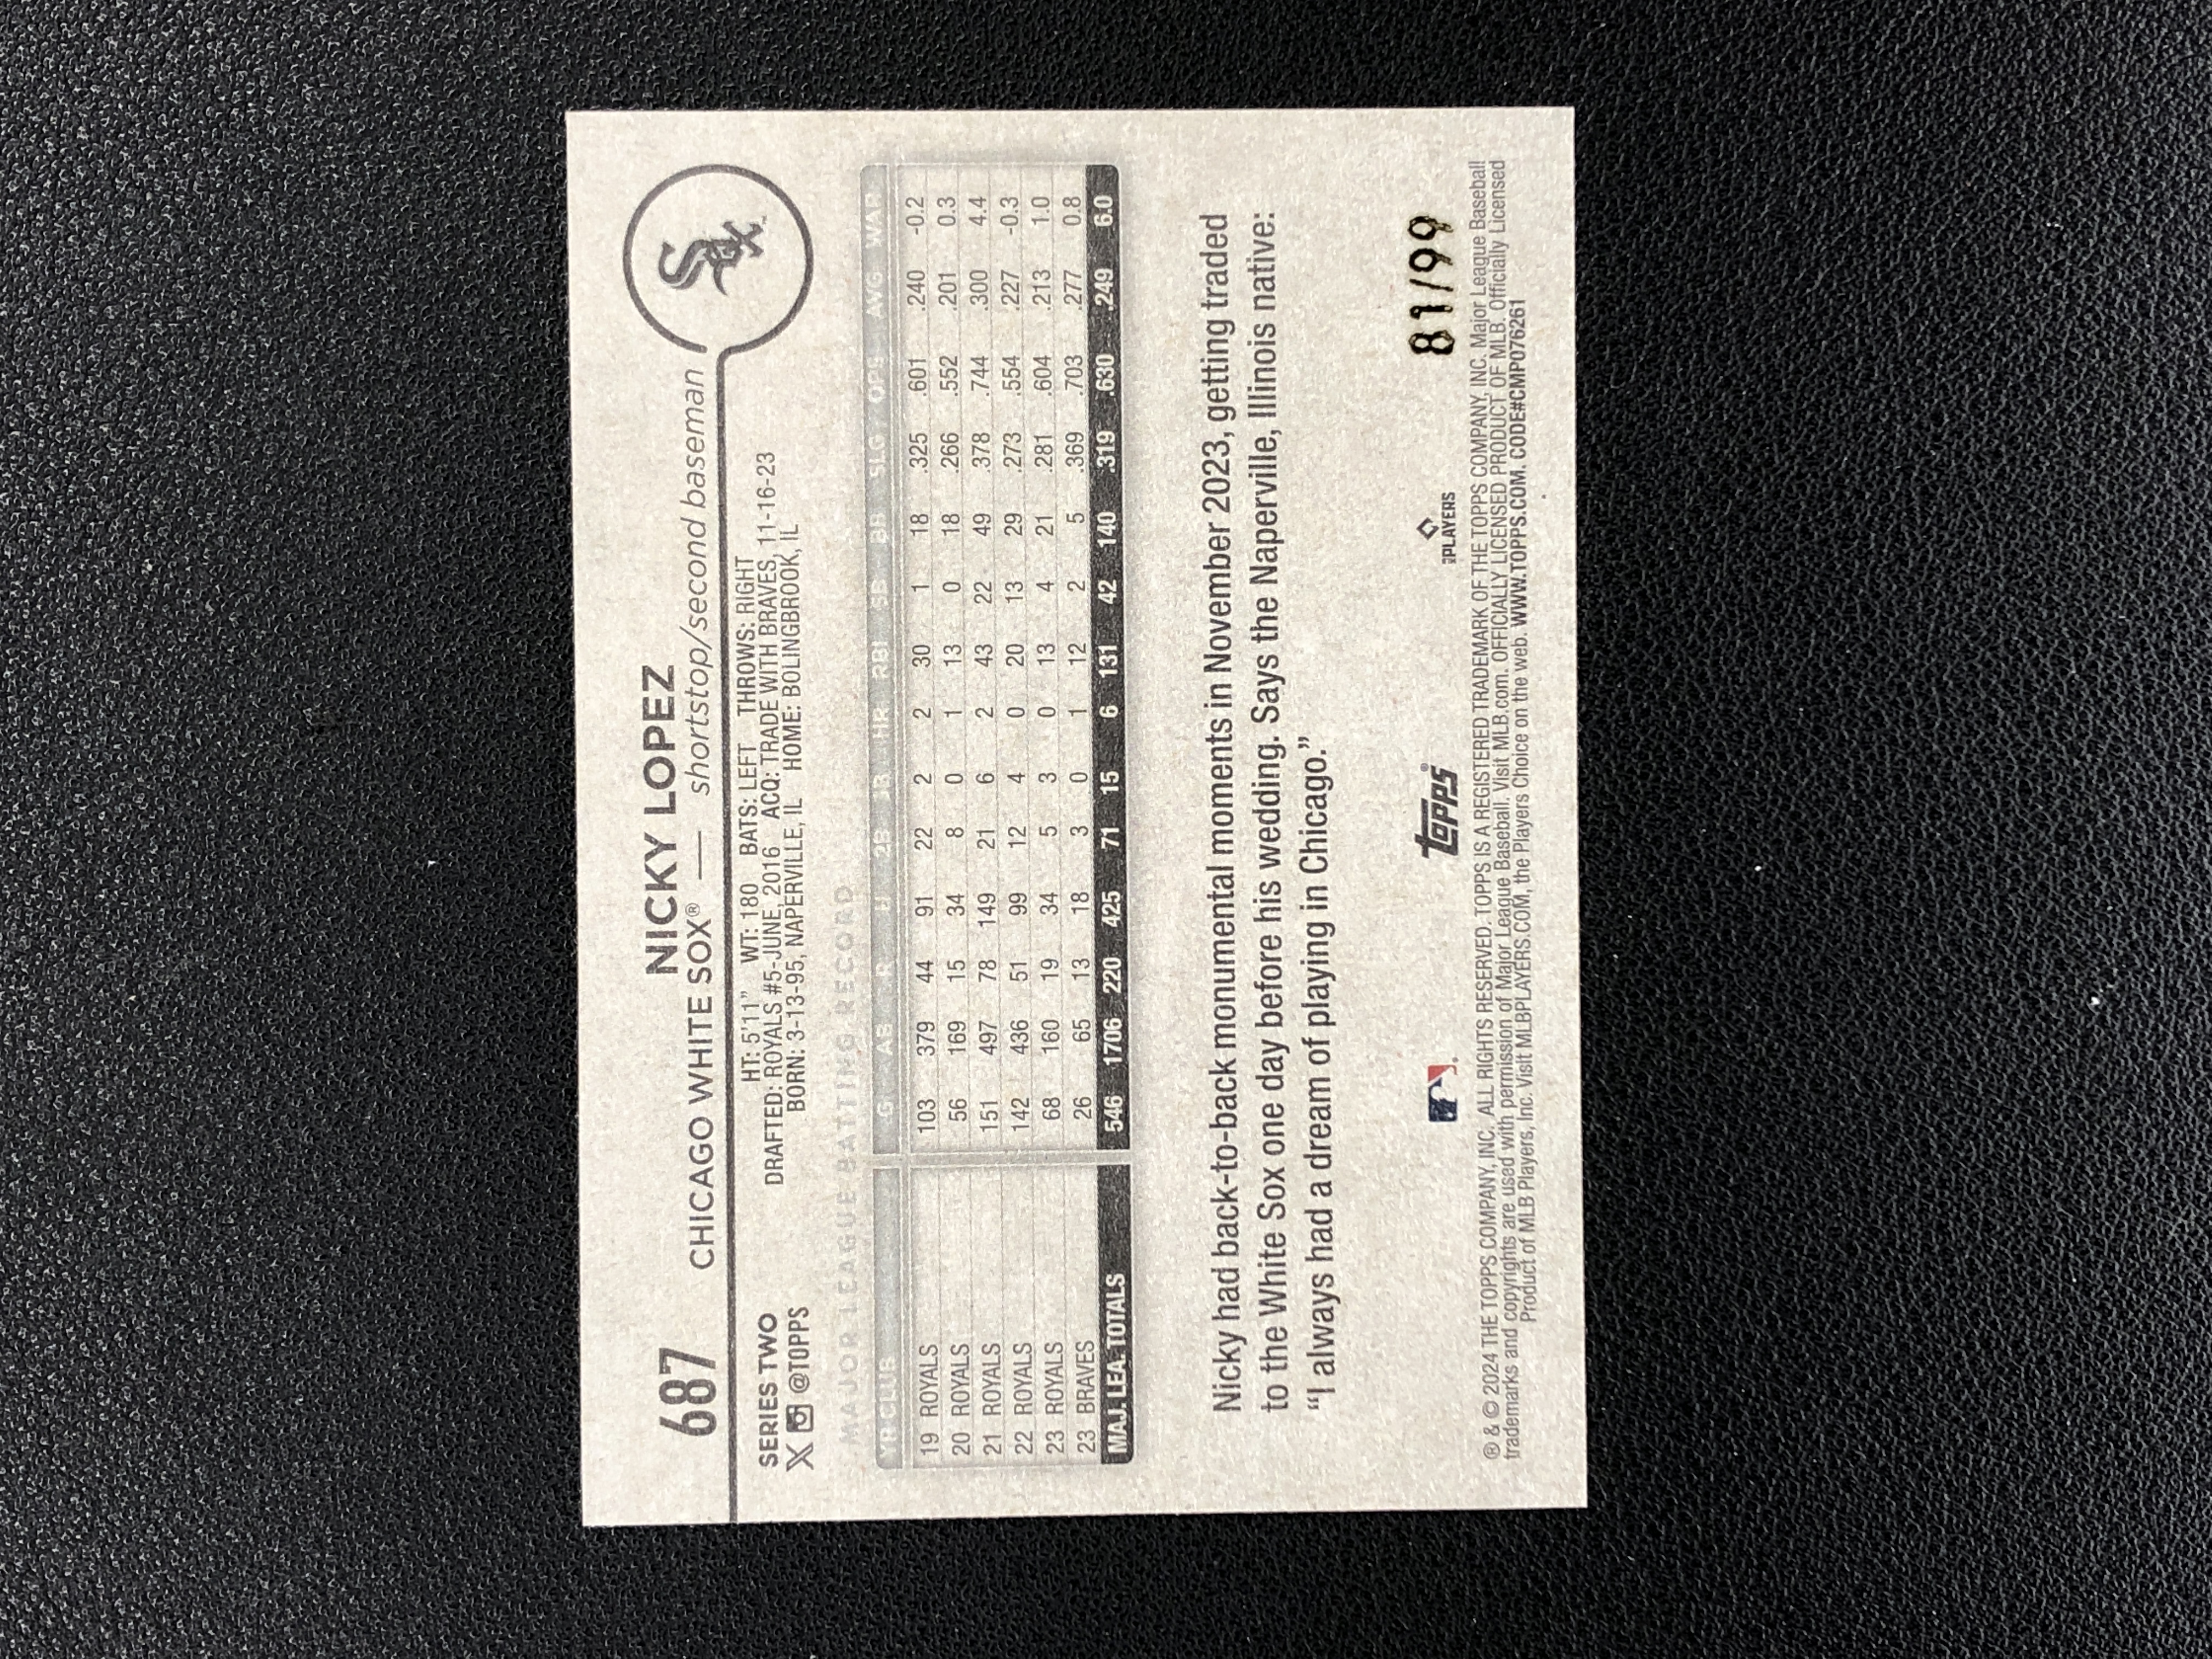 687
NICKY LOPEZ
CHICAGO WHITE SOX® — shortstop/second baseman
Sox
SERIES TWO
@TOPPS
HT: 5'11" WT: 180 BATS: LEFT THROWS: RIGHT
DRAFTED: ROYALS #5-JUNE, 2016 ACQ: TRADE WITH BRAVES, 11-16-23
BORN: 3-13-95, NAPERVILLE, IL HOME: BOLINGBROOK, IL
MAJOR LEAGUE BATTING RECORD
YR CLUB G AB R H 2B 3B HR RBI SB BB SLG OPS AVG WAR
19 ROYALS 103 379 44 91 22 2 2 30 1 18 .325 .601 .240 -0.2
20 ROYALS 56 169 15 34 8 0 1 13 0 18 .266 .552 .201 0.3
21 ROYALS 151 497 78 149 21 6 2 43 22 49 .378 .744 .300 4.4
22 ROYALS 142 436 51 99 12 4 0 20 13 29 .273 .554 .227 -0.3
23 ROYALS 68 160 19 34 5 3 0 13 4 21 .281 .604 .213 1.0
23 BRAVES 26 65 13 18 3 0 1 12 2 5 .369 .703 .277 0.8
MAJ. LEA. TOTALS 546 1706 220 425 71 15 6 131 42 140 .319 .630 .249 6.0
Nicky had back-to-back monumental moments in November 2023, getting traded
to the White Sox one day before his wedding. Says the Naperville, Illinois native:
“I always had a dream of playing in Chicago.”
topps®
PLAYERS
81/99
® & © 2024 THE TOPPS COMPANY, INC. ALL RIGHTS RESERVED. TOPPS IS A REGISTERED TRADEMARK OF THE TOPPS COMPANY, INC. Major League Baseball
trademarks and copyrights are used with permission of Major League Baseball. Visit MLB.com. OFFICIALLY LICENSED PRODUCT OF MLB. Officially Licensed
Product of MLB Players, Inc. Visit MLBPLAYERS.COM, the Players Choice on the web. WWW.TOPPS.COM. CODE#CMP076261